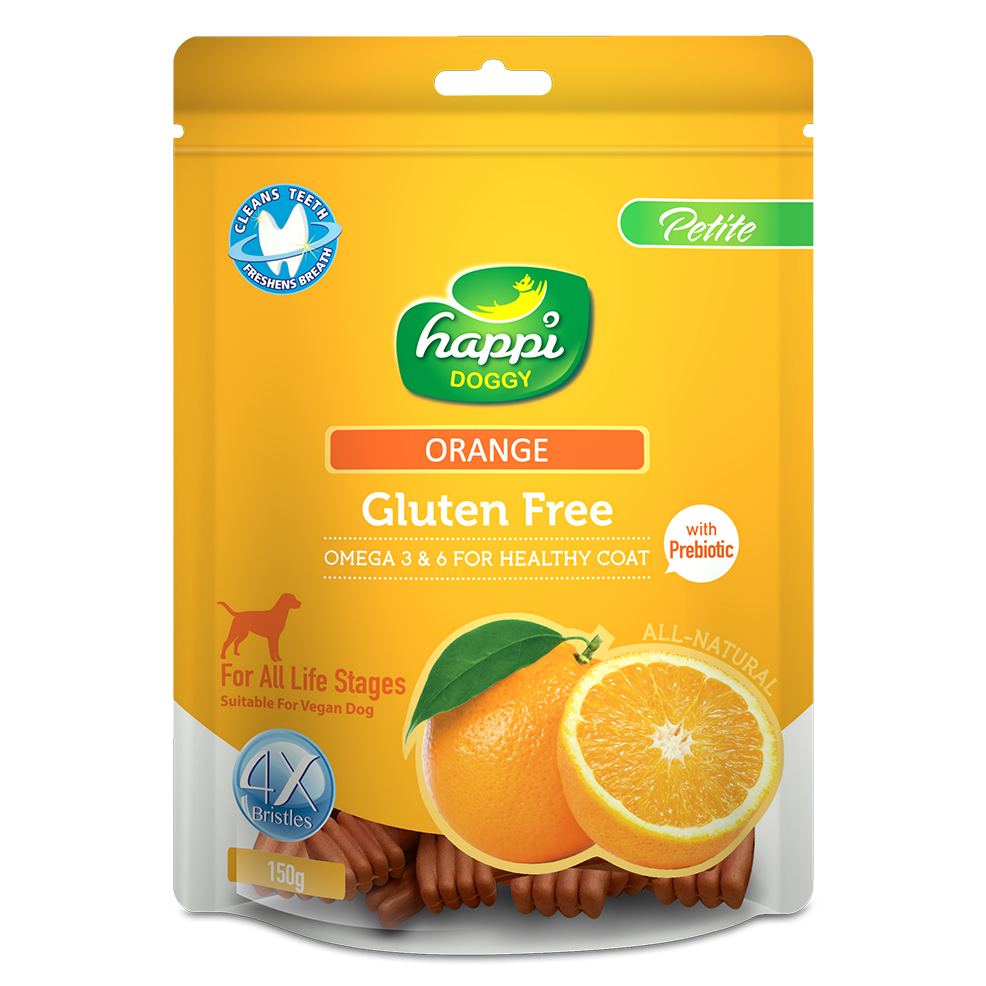 CLEANS TEETH
FRESHENS BREATH
Petite
happi
DOGGY
ORANGE
Gluten Free
OMEGA 3 & 6 FOR HEALTHY COAT
with
Prebiotic
ALL-NATURAL
For All Life Stages
Suitable For Vegan Dog
4X
Bristles
150g